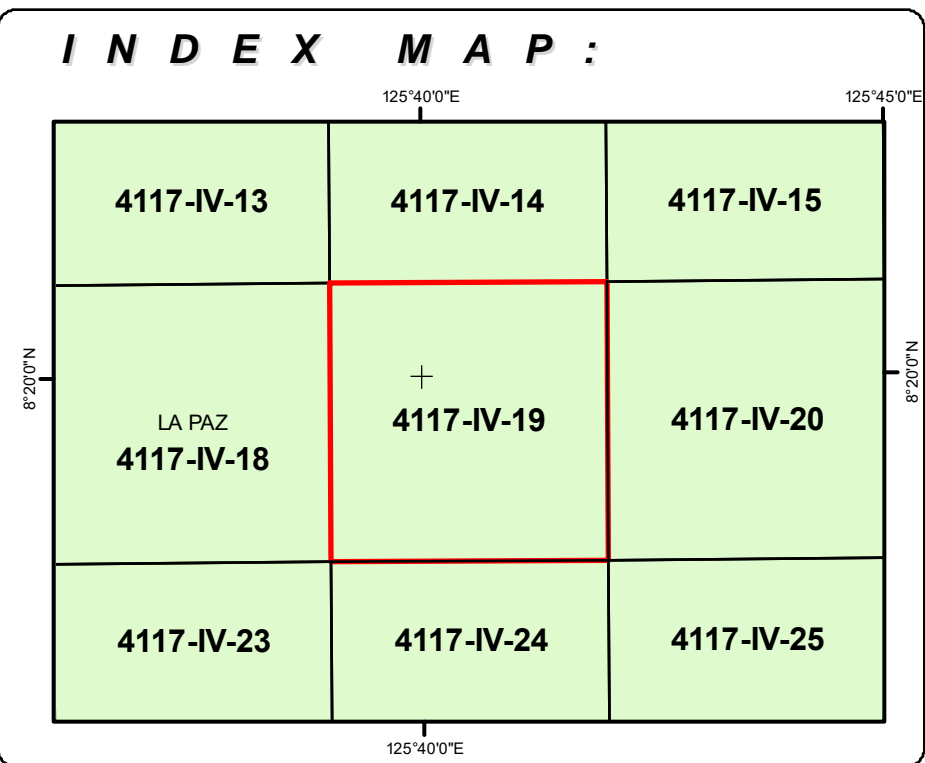 INDEX MAP:
125°40'0"E
125°45'0"E
4117-IV-13
4117-IV-14
4117-IV-15
8°20'0"N
8°20'0"N
LA PAZ
4117-IV-18
4117-IV-19
4117-IV-20
4117-IV-23
4117-IV-24
4117-IV-25
125°40'0"E